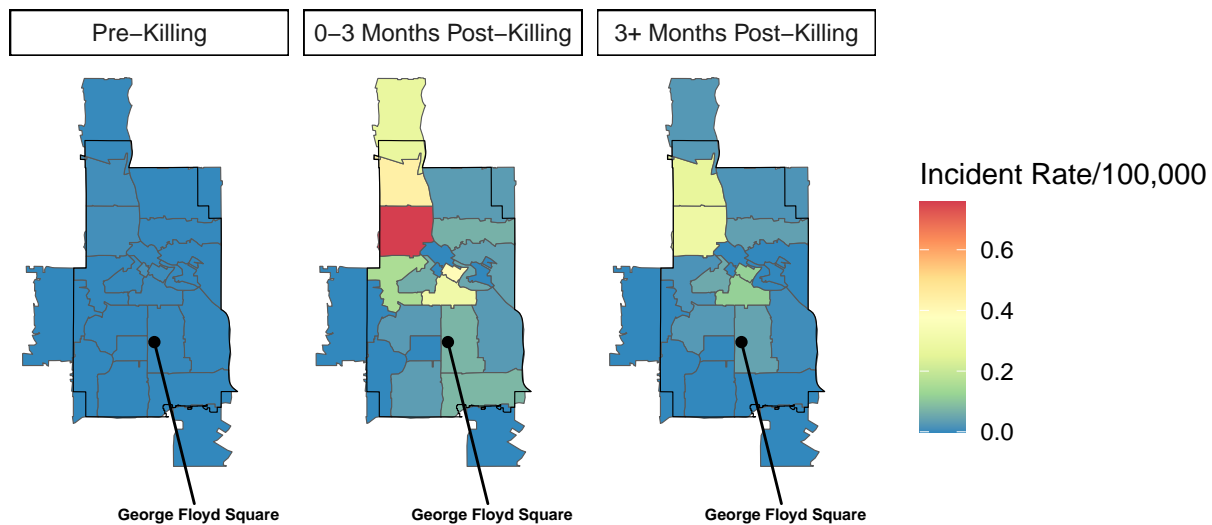 Pre−Killing
0−3 Months Post−Killing
3+ Months Post−Killing
Incident Rate/100,000
0.6
0.4
0.2
0.0
George Floyd Square
George Floyd Square
George Floyd Square